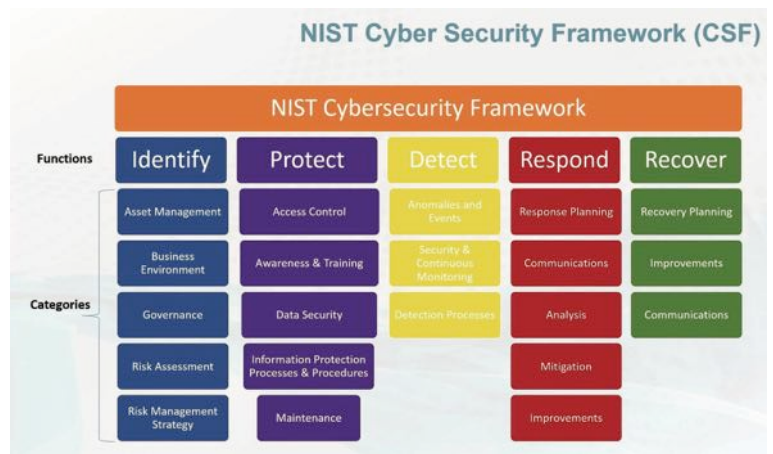 NIST Cyber Security Framework (CSF)
NIST Cybersecurity Framework
Functions
Identify
Protect
Detect
Respond
Recover
Categories
Asset Management
Access Control
Anomalies and
Events
Response Planning
Recovery Planning
Business
Environment
Awareness & Training
Security &
Continuous
Monitoring
Communications
Improvements
Governance
Data Security
Detection Processes
Analysis
Communications
Risk Assessment
Information Protection
Processes & Procedures
Mitigation
Risk Management
Strategy
Maintenance
Improvements